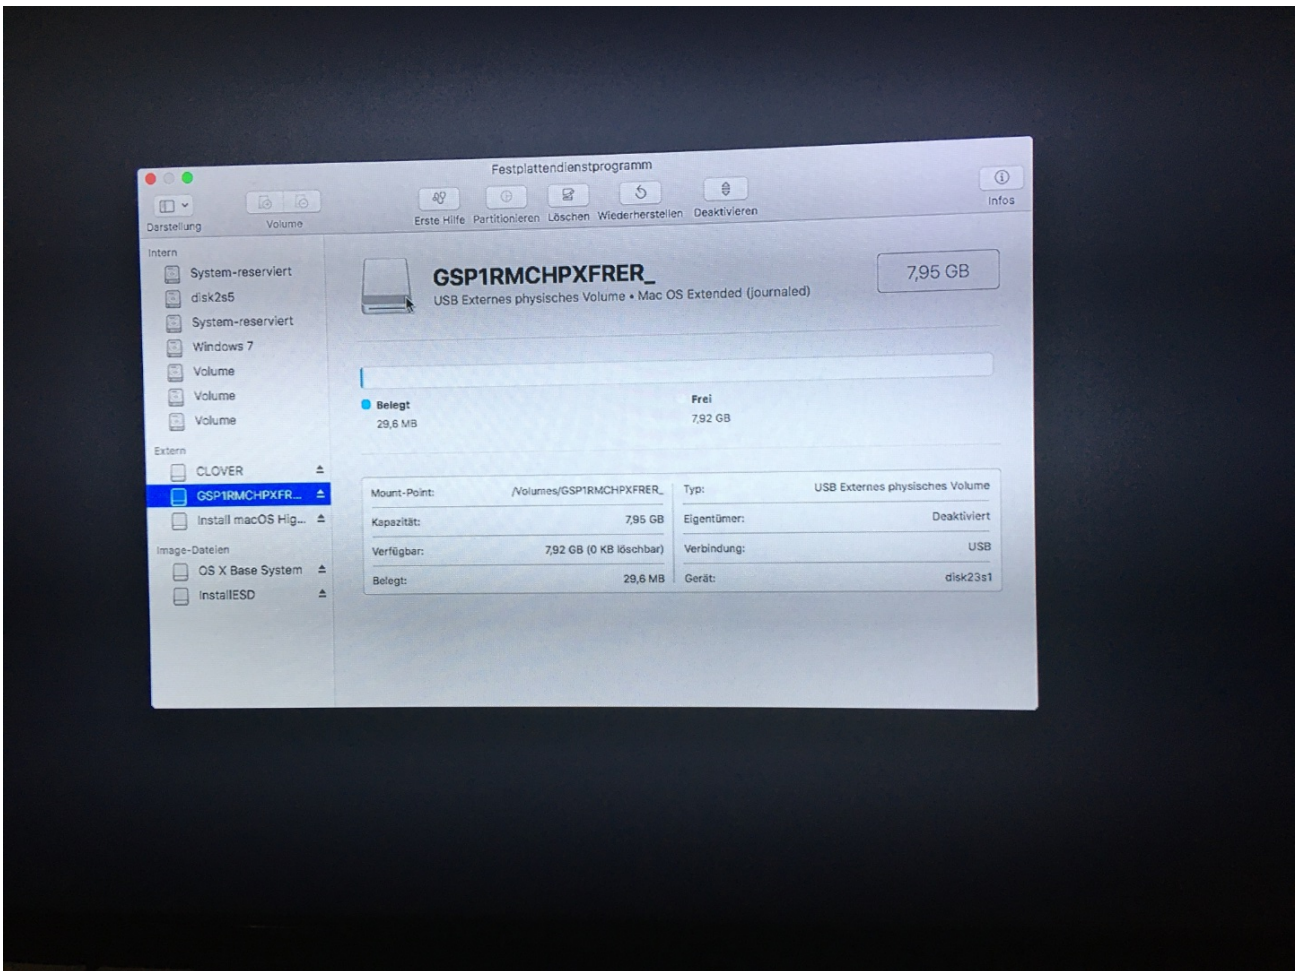 Festplattendienstprogramm
Darstellung
Volume
Erste Hilfe
Partitionieren
Löschen
Wiederherstellen
Deaktivieren
Infos
Intern
System-reserviert
disk2s5
System-reserviert
Windows 7
Volume
Volume
Volume
Extern
CLOVER
GSP1RMCHPXFR...
Install macOS Hig...
Image-Dateien
OS X Base System
InstallESD
GSP1RMCHPXFRER_
USB Externes physisches Volume • Mac OS Extended (journaled)
7,95 GB
Belegt
29,6 MB
Frei
7,92 GB
Mount-Point: /Volumes/GSP1RMCHPXFRER_
Kapazität: 7,95 GB
Verfügbar: 7,92 GB (0 KB löschbar)
Belegt: 29,6 MB
Typ: USB Externes physisches Volume
Eigentümer: Deaktiviert
Verbindung: USB
Gerät: disk23s1